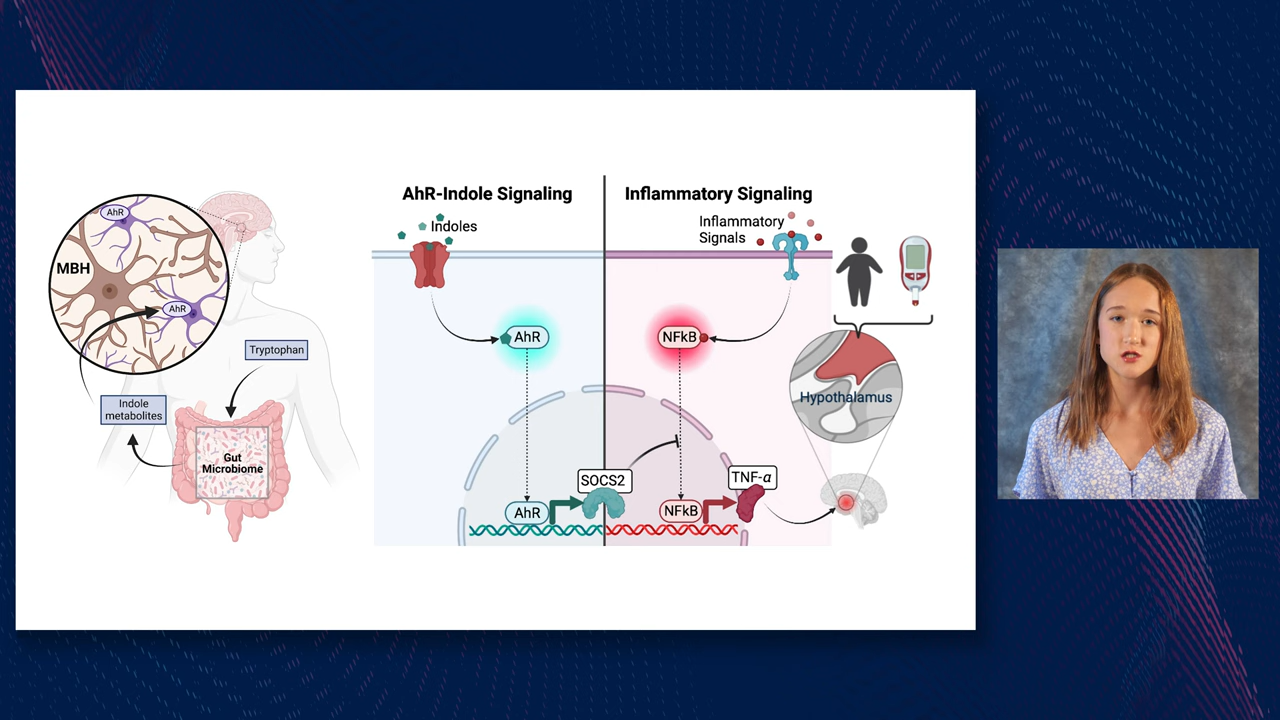 AhR
MBH
AhR
Tryptophan
Indole
metabolites
Gut
Microbiome
AhR-Indole Signaling
Indoles
AhR
AhR
SOCS2
Inflammatory Signaling
Inflammatory
Signals
NFkB
NFkB
TNF-α
Hypothalamus